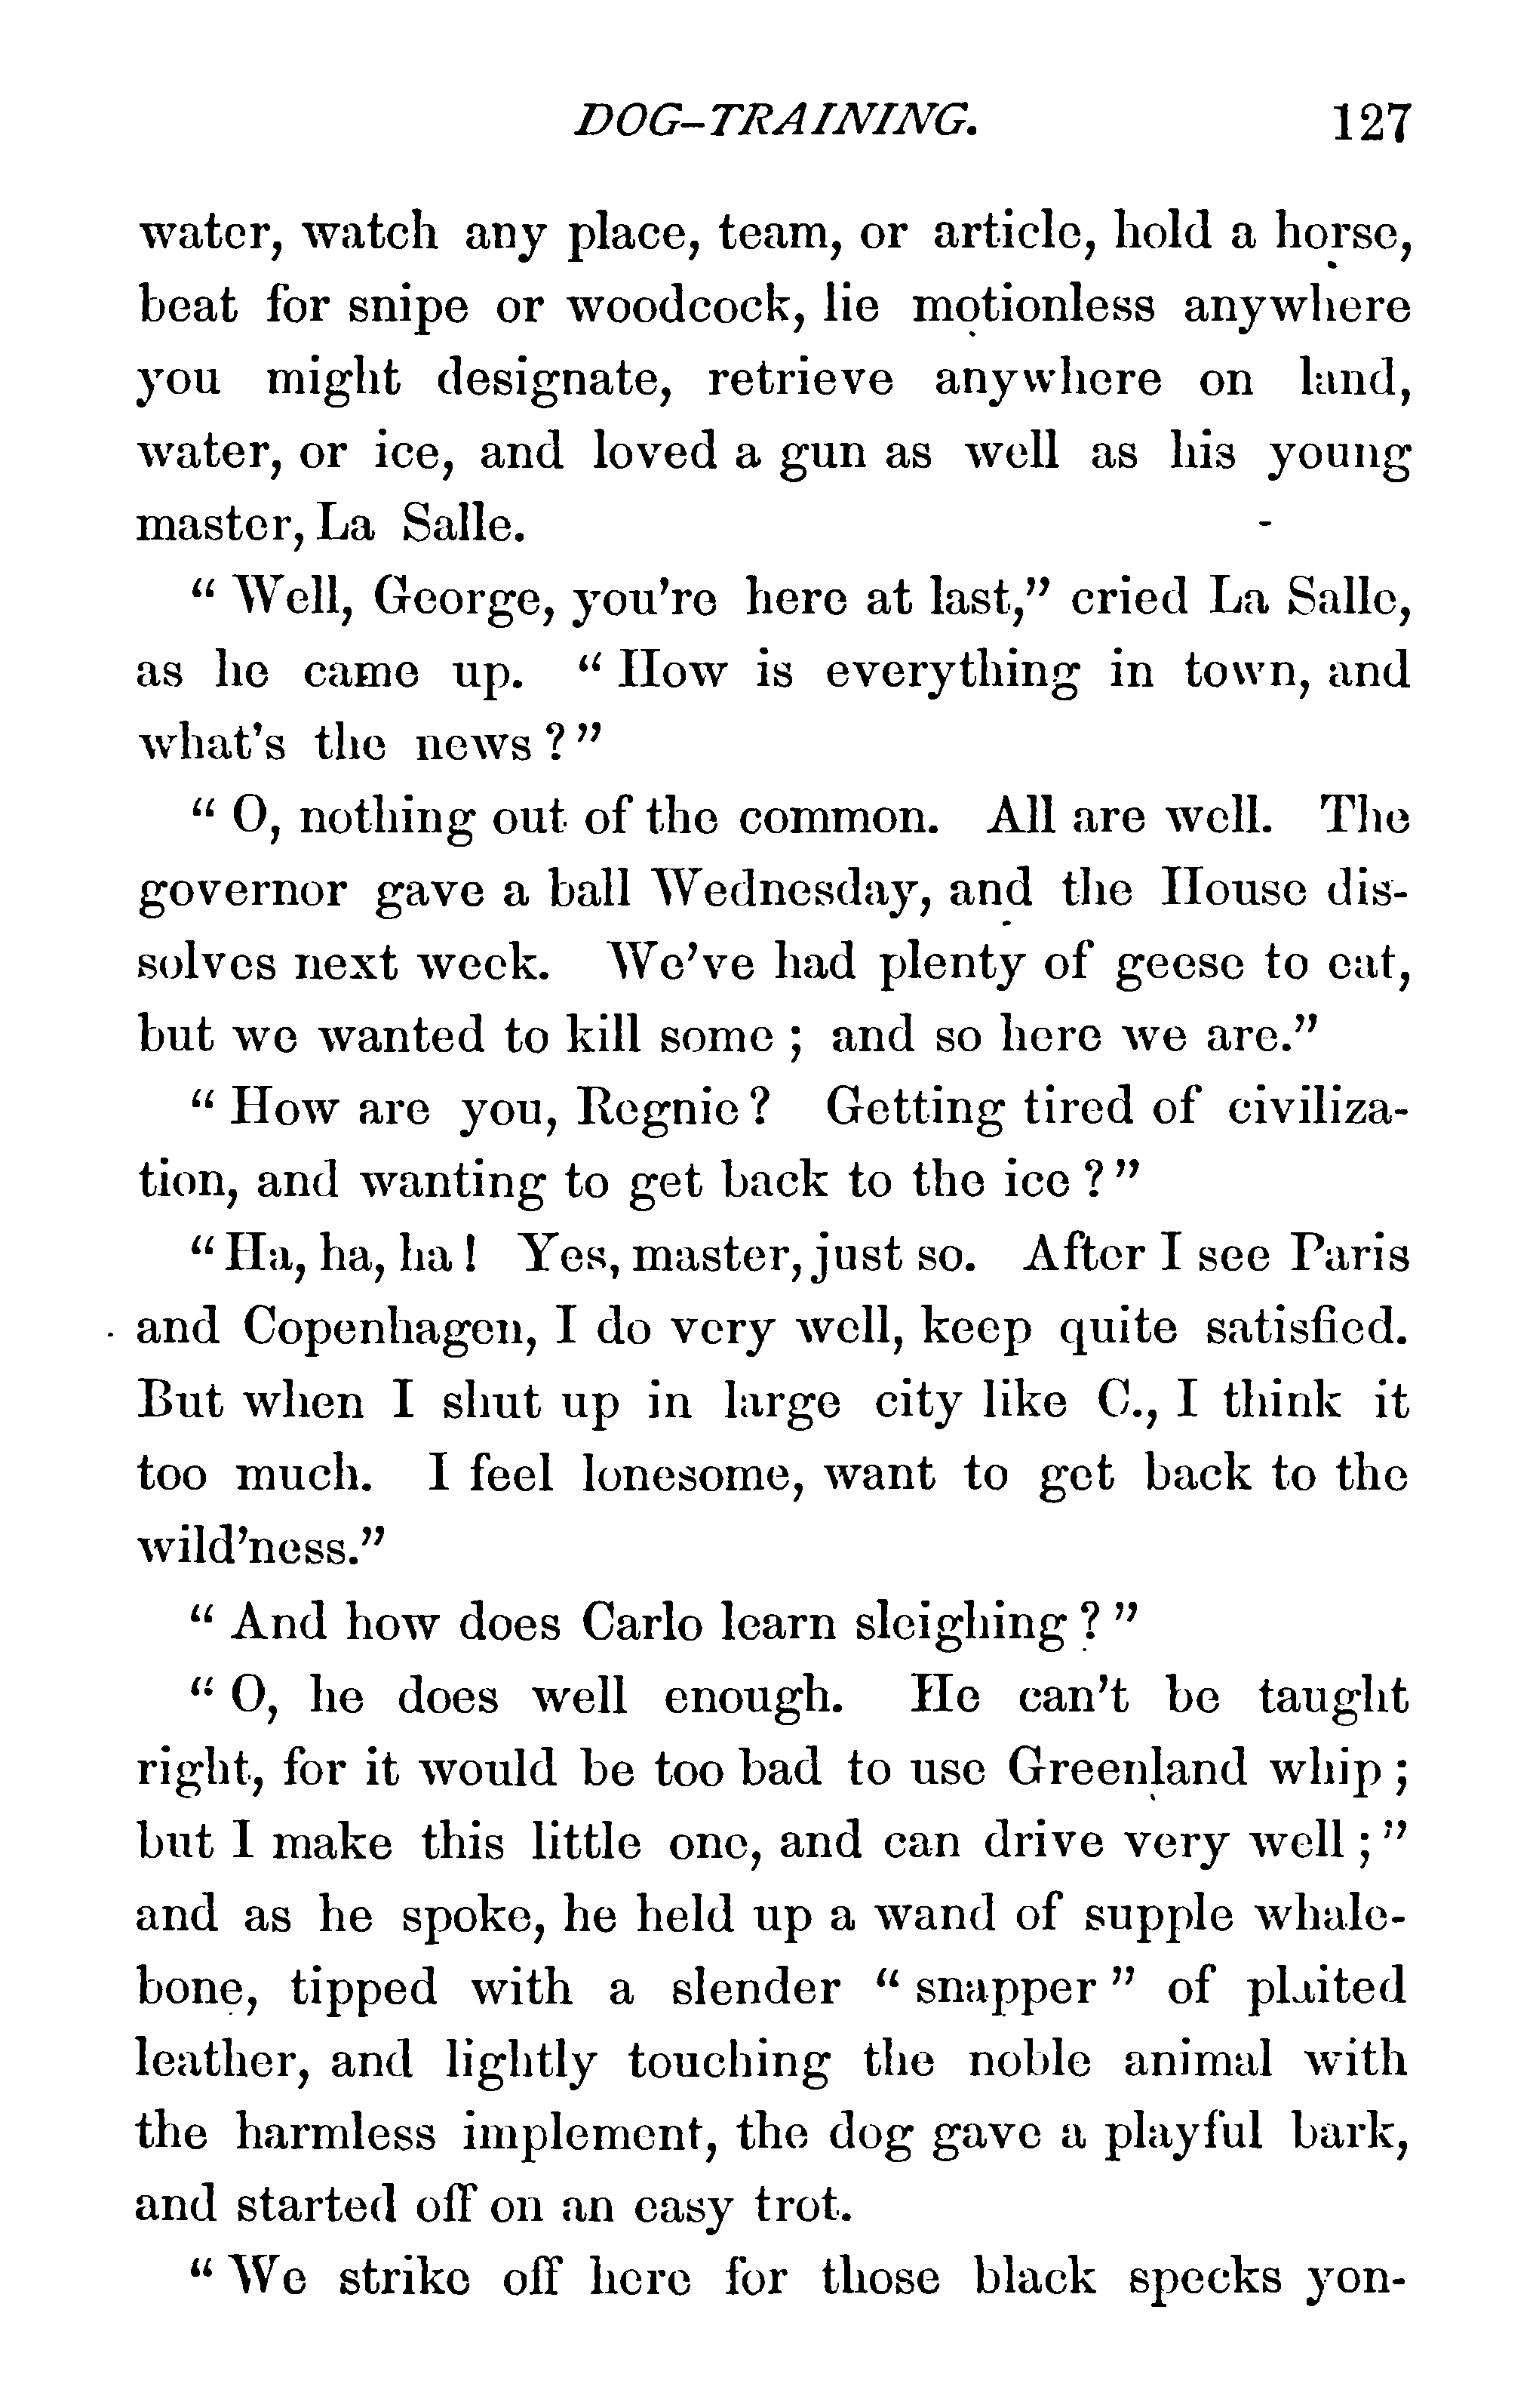 DOG-TRAINING. 127
water, watch any place, team, or article, hold a horse,
beat for snipe or woodcock, lie motionless anywhere
you might designate, retrieve anywhere on land,
water, or ice, and loved a gun as well as his young
master, La Salle.
" Well, George, you're here at last," cried La Salle,
as he came up. " How is everything in town, and
what's the news ? "
" O, nothing out of the common. All are well. The
governor gave a ball Wednesday, and the House dis-
solves next week. We've had plenty of geese to eat,
but we wanted to kill some ; and so here we are."
" How are you, Regnie ? Getting tired of civiliza-
tion, and wanting to get back to the ice ? "
" Ha, ha, ha ! Yes, master, just so. After I see Paris
and Copenhagen, I do very well, keep quite satisfied.
But when I shut up in large city like C., I think it
too much. I feel lonesome, want to get back to the
wild'ness."
" And how does Carlo learn sleighing ? "
" O, he does well enough. He can't be taught
right, for it would be too bad to use Greenland whip ;
but I make this little one, and can drive very well ; "
and as he spoke, he held up a wand of supple whale-
bone, tipped with a slender " snapper " of plaited
leather, and lightly touching the noble animal with
the harmless implement, the dog gave a playful bark,
and started off on an easy trot.
" We strike off here for those black specks yon-